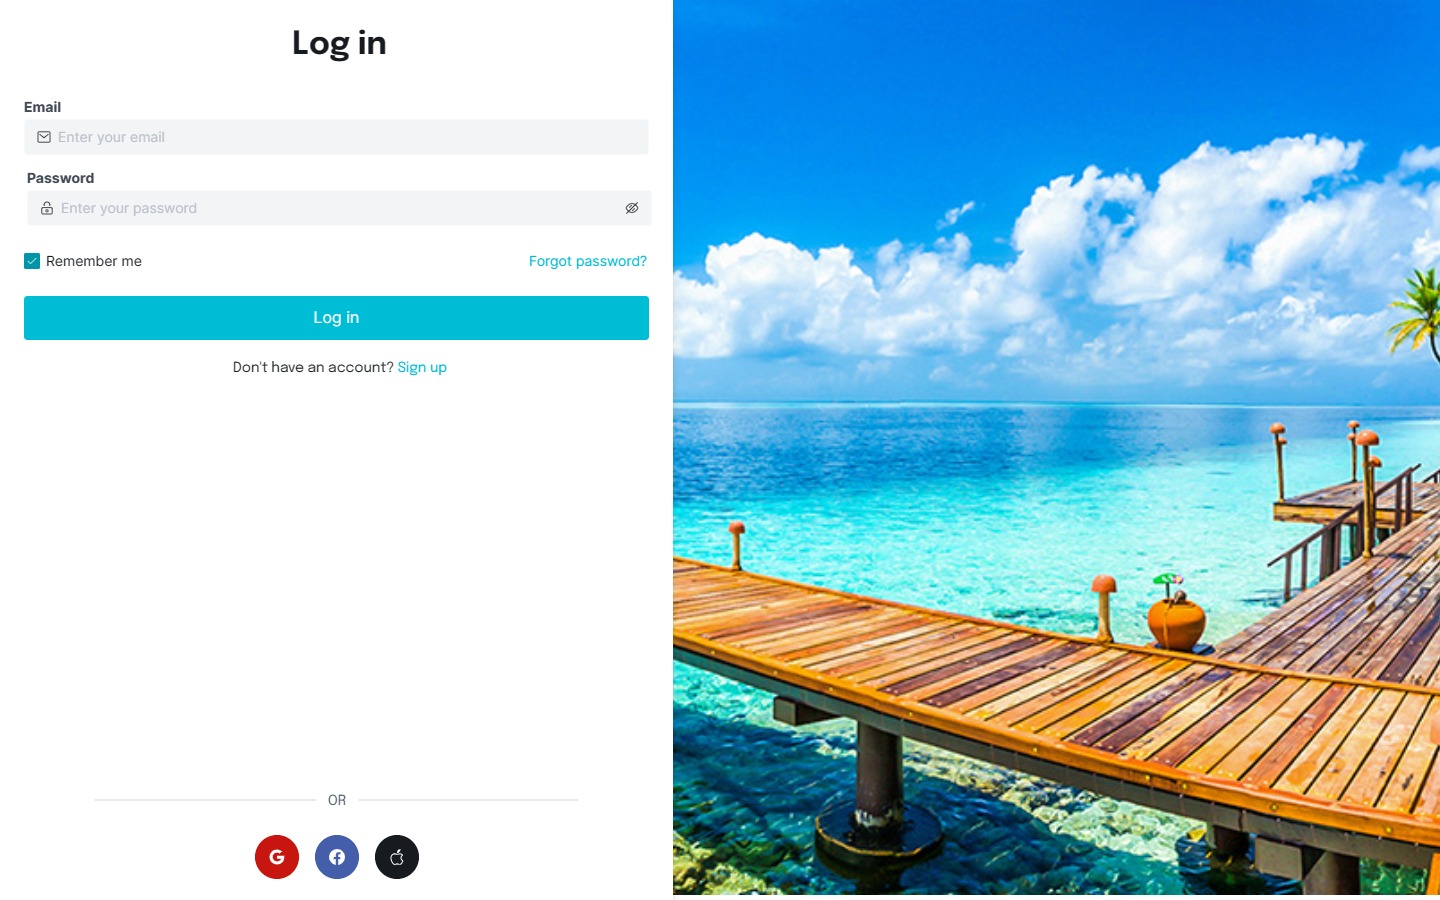 Log in
Email
Enter your email
Password
Enter your password
Remember me
Forgot password?
Log in
Don't have an account? Sign up
OR